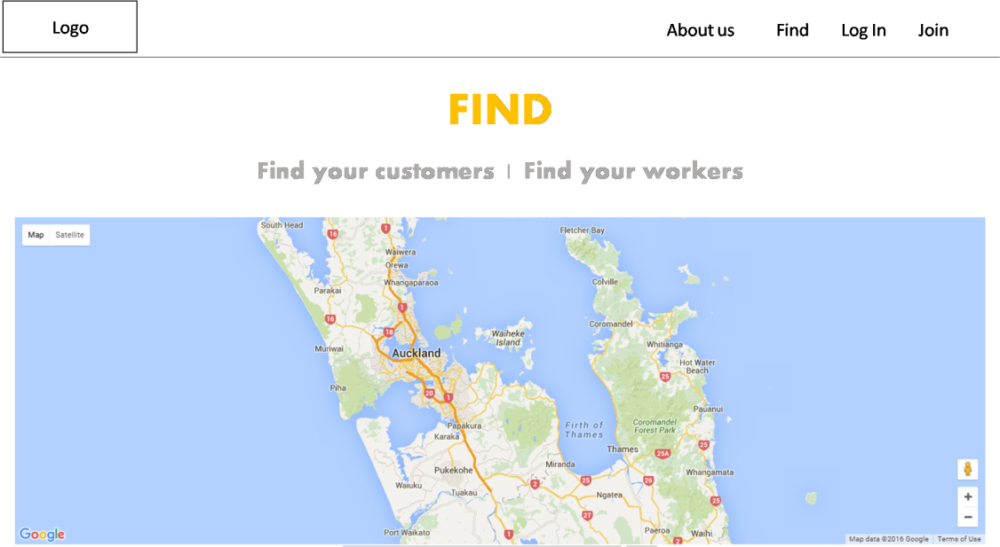 Logo
About us Find Log In Join
FIND
Find your customers | Find your workers
Map Satellite
South Head
16
1
Fletcher Bay
Waiwera
Orewa
Whangaparaoa
Colville
Parakai
1
16
Coromandel
18
Waiheke
Island
Whitianga
Muriwai
Auckland
Hot Water
Beach
25
Piha
20
1
Pauanui
Papakura
Firth of
Thames
Coromandel
Forest Park
Karaka
25
Thames
25A
Miranda
Pukekohe
Whangamata
Waiuku
2
25
26
Tuakau
Ngatea
25
27
Port Waikato
1
Paeroa
Waihi
2
+
−
Google
Map data ©2016 Google Terms of Use